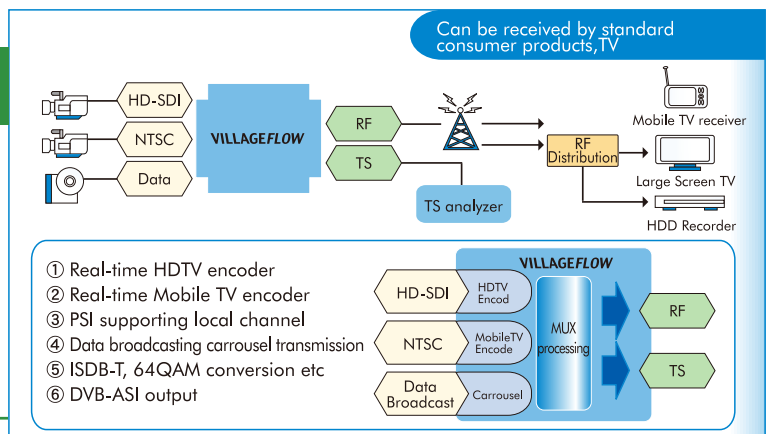 Can be received by standard
consumer products,TV
HD-SDI
NTSC
Data
VILLAGEFLOW
RF
TS
TS analyzer
RF
Distribution
Mobile TV receiver
Large Screen TV
HDD Recorder
① Real-time HDTV encoder
② Real-time Mobile TV encoder
③ PSI supporting local channel
④ Data broadcasting carrousel transmission
⑤ ISDB-T, 64QAM conversion etc
⑥ DVB-ASI output
VILLAGEFLOW
HD-SDI
HDTV
Encod
NTSC
MobileTV
Encode
Data
Broadcast
Carrousel
MUX
processing
RF
TS